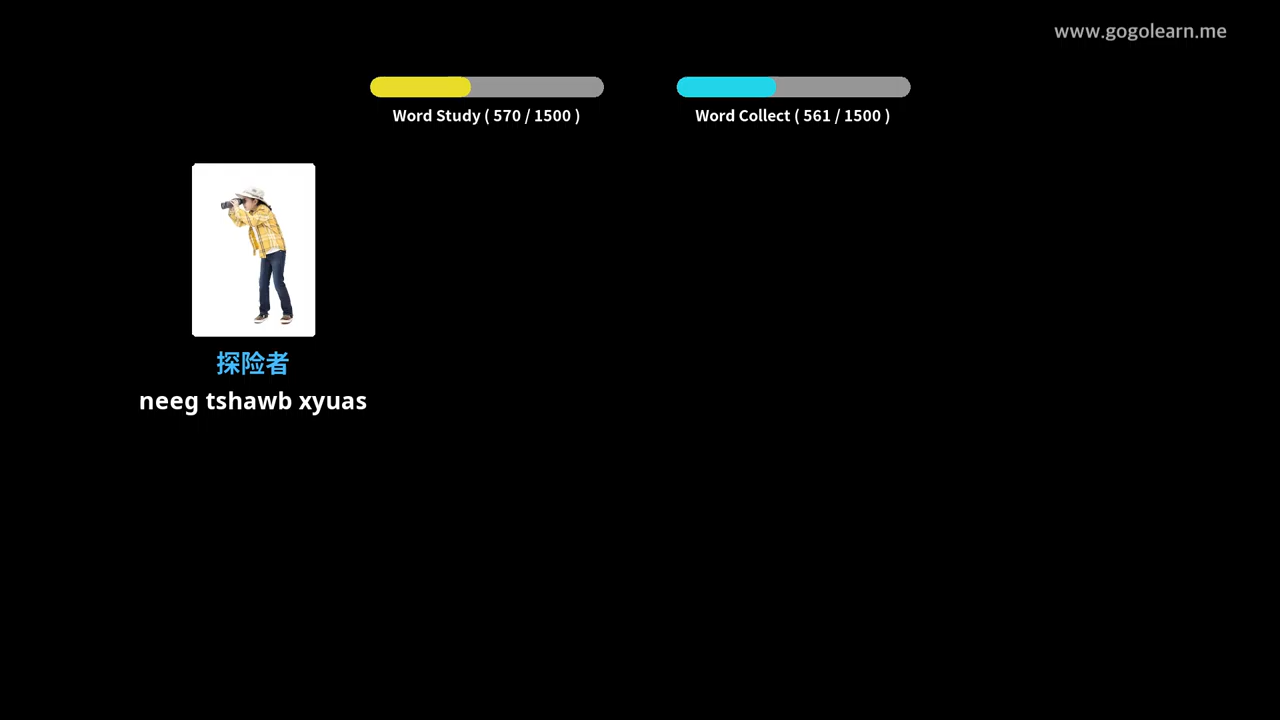 www.gogolearn.me
Word Study ( 570 / 1500 )
Word Collect ( 561 / 1500 )
探险者
neeg tshawb xyuas